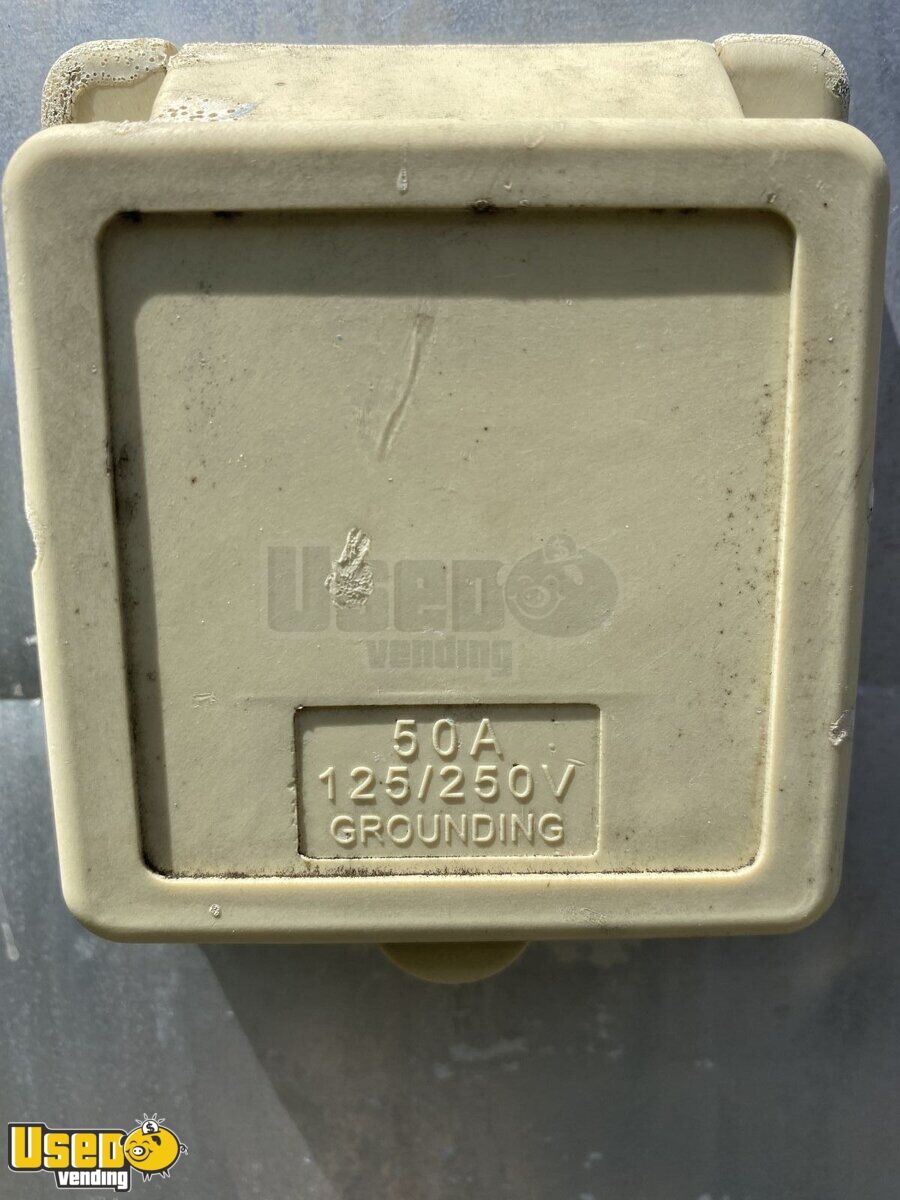 Used
vending
50A
125/250V
GROUNDING
Used
vending